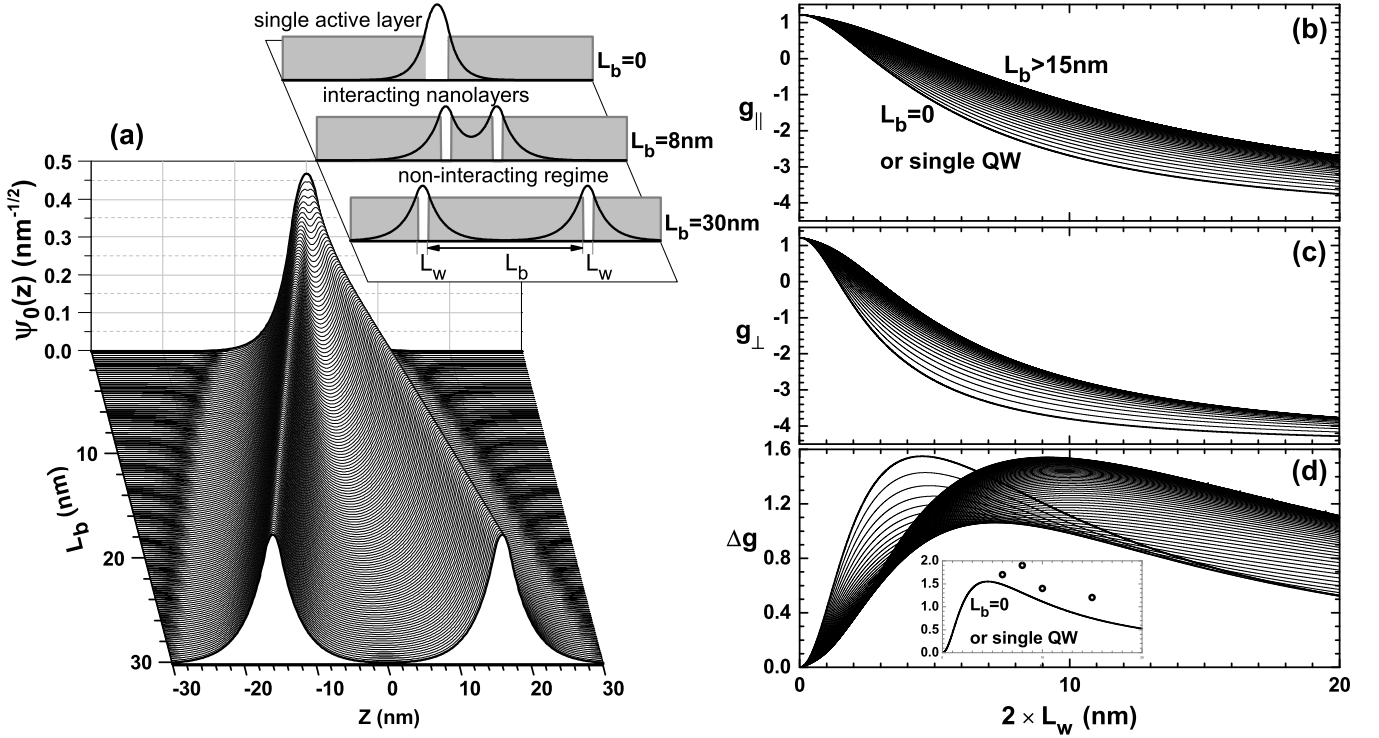 single active layer
L_b=0
interacting nanolayers
L_b=8nm
non-interacting regime
L_b=30nm
L_w
L_b
L_w
(a)
ψ_0(z) (nm^-1/2)
0.5
0.4
0.3
0.2
0.1
0.0
10
20
30
L_b (nm)
-30
-20
-10
0
10
20
30
Z (nm)
(b)
g_||
1
0
-1
-2
-3
-4
L_b>15nm
L_b=0
or single QW
(c)
g_⊥
1
0
-1
-2
-3
-4
(d)
Δg
1.6
1.2
0.8
0.4
0.0
2.0
1.5
1.0
0.5
0.0
L_b=0
or single QW
0
10
20
2 × L_w (nm)